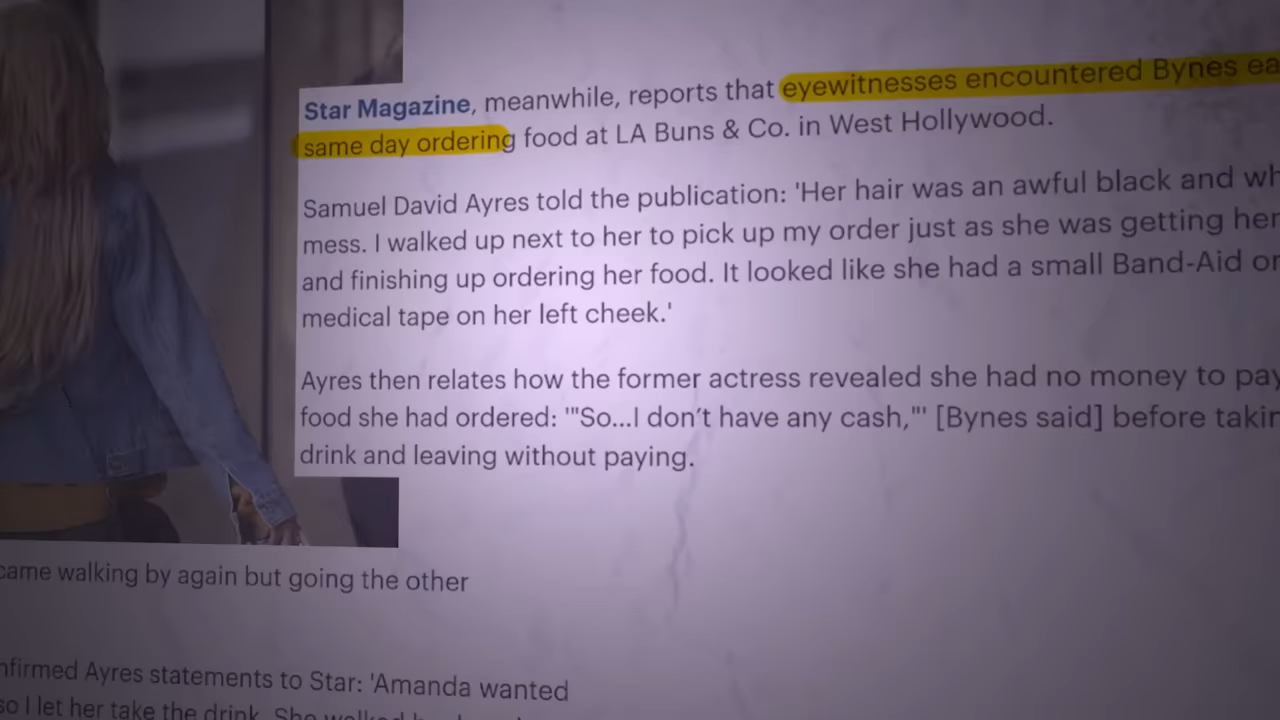 Star Magazine, meanwhile, reports that eyewitnesses encountered Bynes ea
same day ordering food at LA Buns & Co. in West Hollywood.
Samuel David Ayres told the publication: 'Her hair was an awful black and wh
mess. I walked up next to her to pick up my order just as she was getting her
and finishing up ordering her food. It looked like she had a small Band-Aid or
medical tape on her left cheek.'
Ayres then relates how the former actress revealed she had no money to pay
food she had ordered: '"So...I don't have any cash,"' [Bynes said] before takin
drink and leaving without paying.
came walking by again but going the other
nfirmed Ayres statements to Star: 'Amanda wanted
so I let her take the drink. She walked